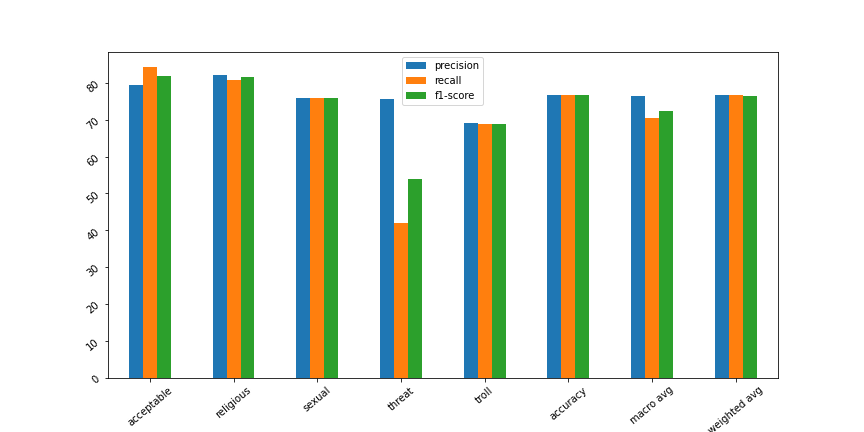 precision
recall
f1-score
80
70
60
50
40
30
20
10
0
acceptable
religious
sexual
threat
troll
accuracy
macro avg
weighted avg